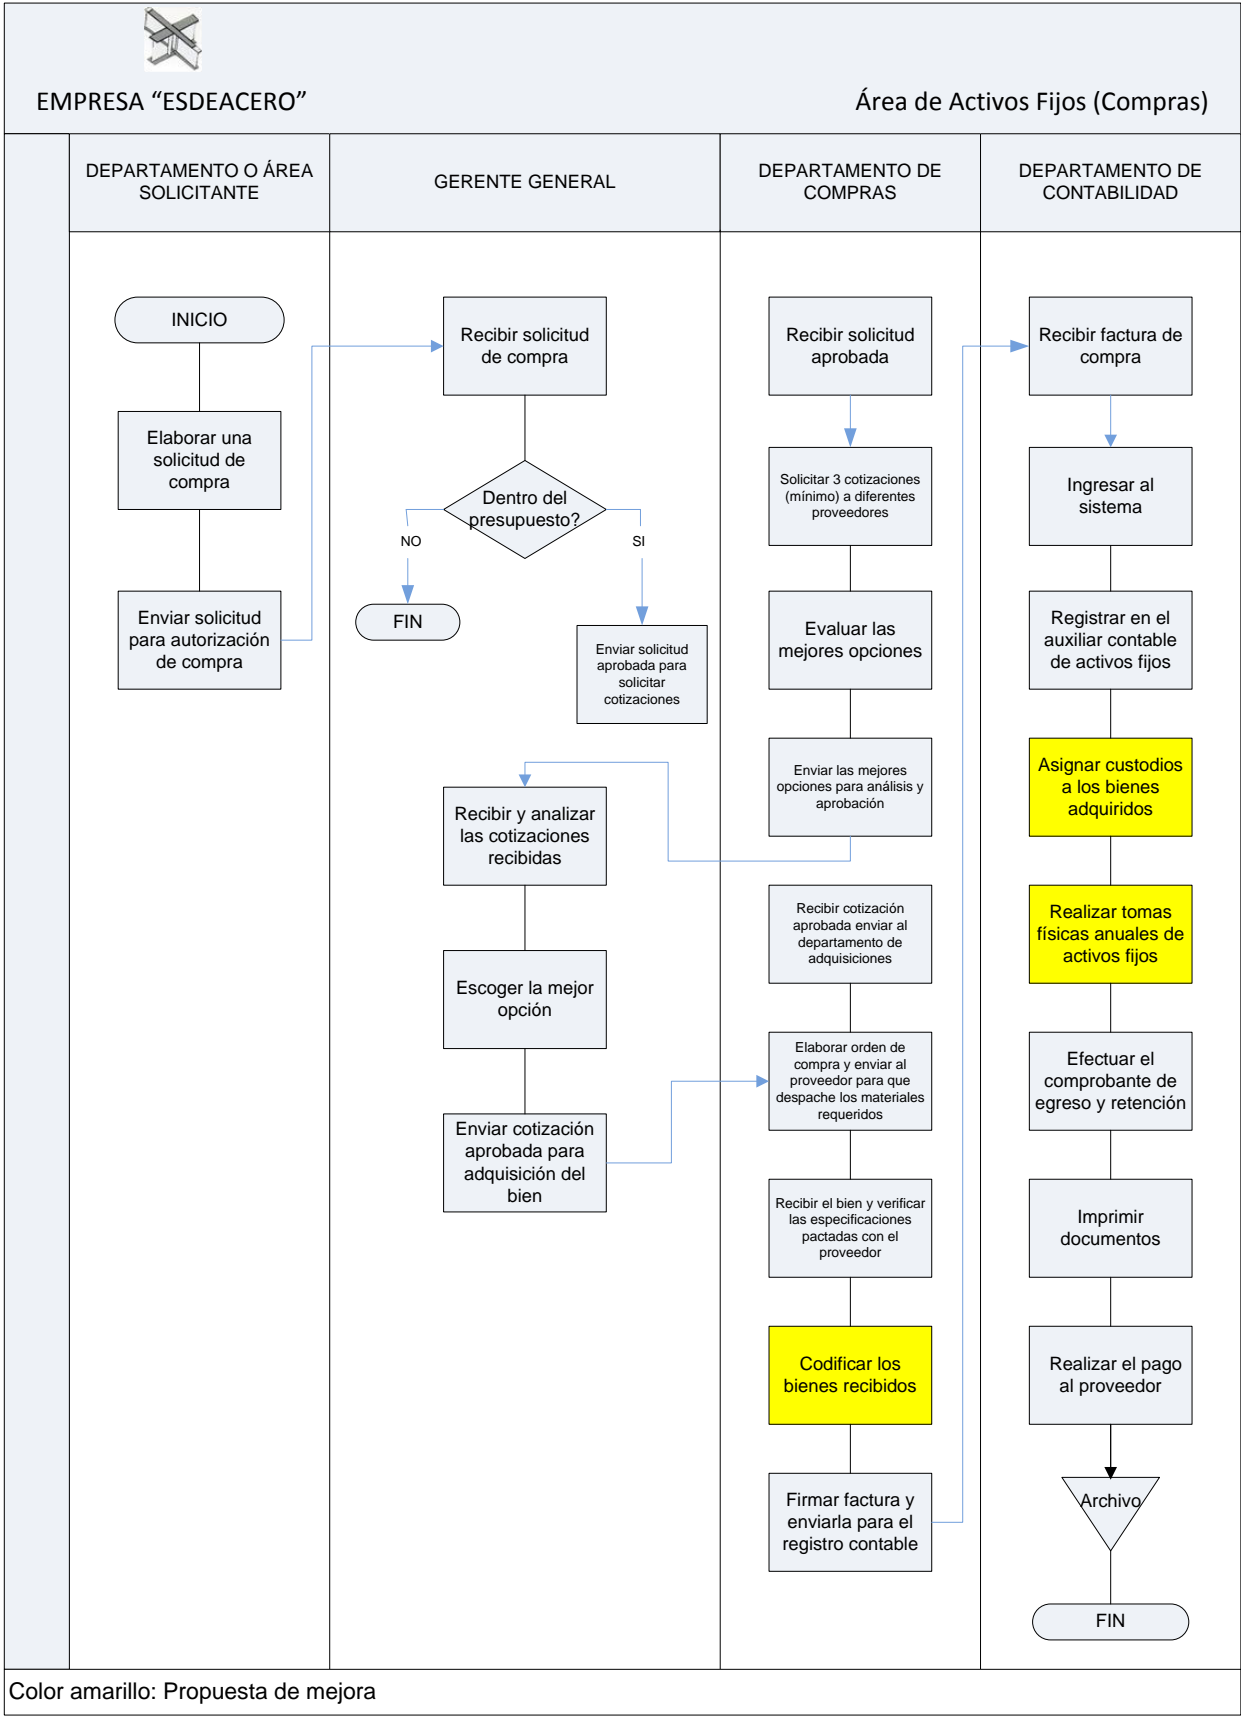 EMPRESA “ESDEACERO”
Área de Activos Fijos (Compras)
DEPARTAMENTO O ÁREA
SOLICITANTE
GERENTE GENERAL
DEPARTAMENTO DE
COMPRAS
DEPARTAMENTO DE
CONTABILIDAD
INICIO
Elaborar una
solicitud de
compra
Enviar solicitud
para autorización
de compra
Recibir solicitud
de compra
Dentro del
presupuesto?
NO
SI
FIN
Enviar solicitud
aprobada para
solicitar
cotizaciones
Recibir y analizar
las cotizaciones
recibidas
Escoger la mejor
opción
Enviar cotización
aprobada para
adquisición del
bien
Recibir solicitud
aprobada
Solicitar 3 cotizaciones
(mínimo) a diferentes
proveedores
Evaluar las
mejores opciones
Enviar las mejores
opciones para análisis y
aprobación
Recibir cotización
aprobada enviar al
departamento de
adquisiciones
Elaborar orden de
compra y enviar al
proveedor para que
despache los materiales
requeridos
Recibir el bien y verificar
las especificaciones
pactadas con el
proveedor
Codificar los
bienes recibidos
Firmar factura y
enviarla para el
registro contable
Recibir factura de
compra
Ingresar al
sistema
Registrar en el
auxiliar contable
de activos fijos
Asignar custodios
a los bienes
adquiridos
Realizar tomas
físicas anuales de
activos fijos
Efectuar el
comprobante de
egreso y retención
Imprimir
documentos
Realizar el pago
al proveedor
Archivo
FIN
Color amarillo: Propuesta de mejora